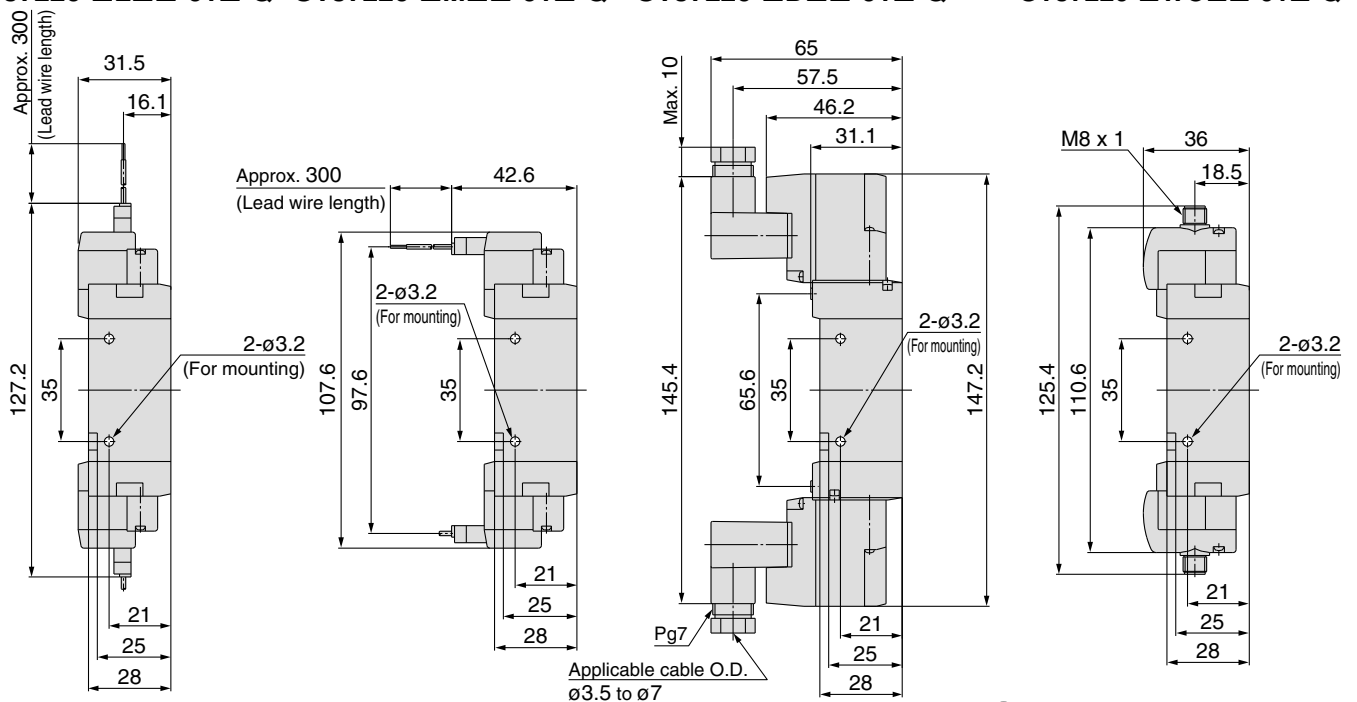 Approx. 300
(Lead wire length)
31.5
16.1
127.2
35
2-ø3.2
(For mounting)
21
25
28
Approx. 300
(Lead wire length)
42.6
2-ø3.2
(For mounting)
107.6
97.6
35
21
25
28
65
57.5
46.2
31.1
Max. 10
145.4
65.6
35
2-ø3.2
(For mounting)
147.2
Pg7
Applicable cable O.D.
ø3.5 to ø7
21
25
28
M8 x 1
36
18.5
125.4
110.6
35
2-ø3.2
(For mounting)
21
25
28